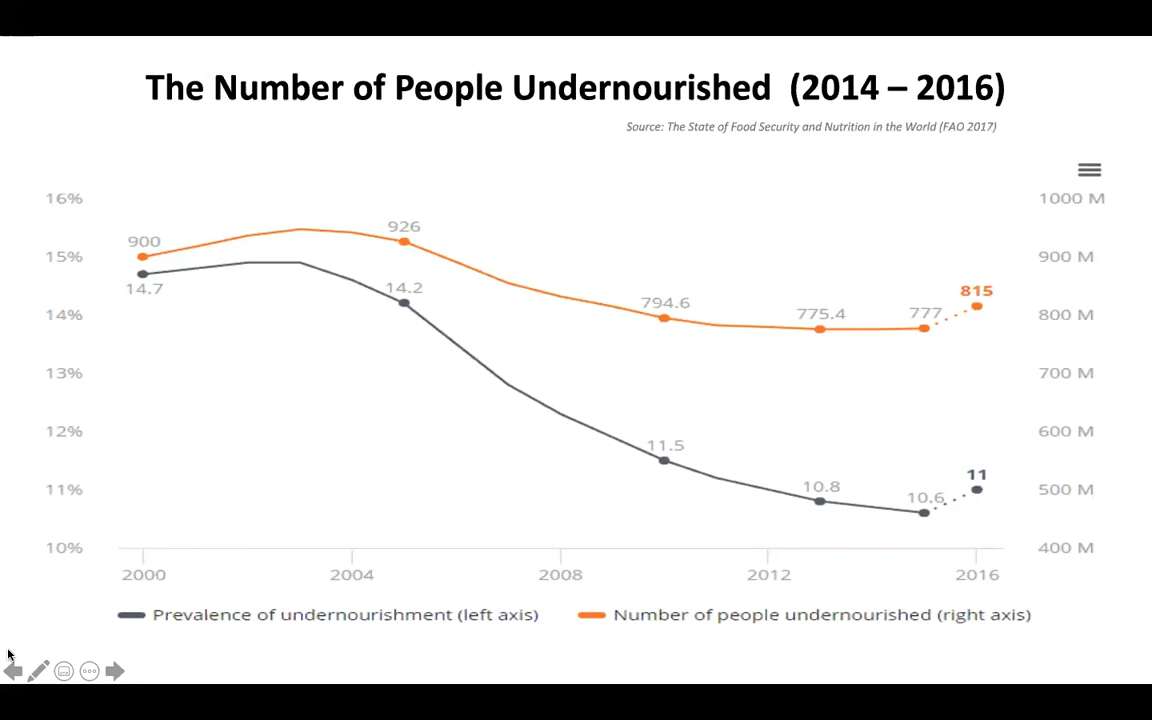 The Number of People Undernourished (2014 – 2016)
Source: The State of Food Security and Nutrition in the World (FAO 2017)
16%
15%
14%
13%
12%
11%
10%
1000 M
900 M
800 M
700 M
600 M
500 M
400 M
900
926
794.6
775.4
777
815
14.7
14.2
11.5
10.8
10.6
11
2000
2004
2008
2012
2016
Prevalence of undernourishment (left axis)
Number of people undernourished (right axis)